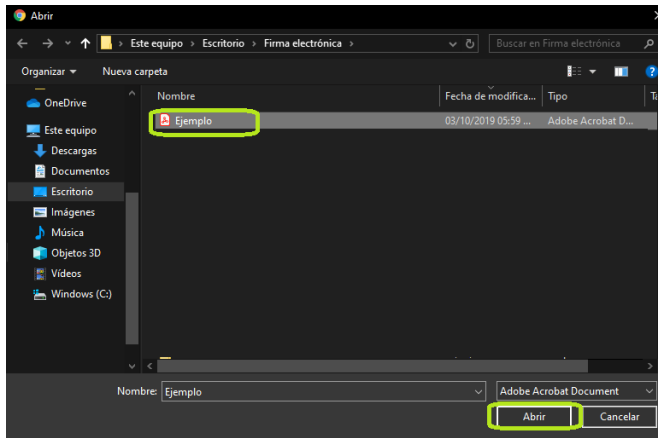 Abrir
Este equipo > Escritorio > Firma electrónica >
Buscar en Firma electrónica
Organizar
Nueva carpeta
?
Nombre
Fecha de modifica...
Tipo
OneDrive
Este equipo
Descargas
Documentos
Escritorio
Imágenes
Música
Objetos 3D
Vídeos
Windows (C:)
Ejemplo
03/10/2019 05:59 ...
Adobe Acrobat D...
Nombre:
Ejemplo
Adobe Acrobat Document
Abrir
Cancelar